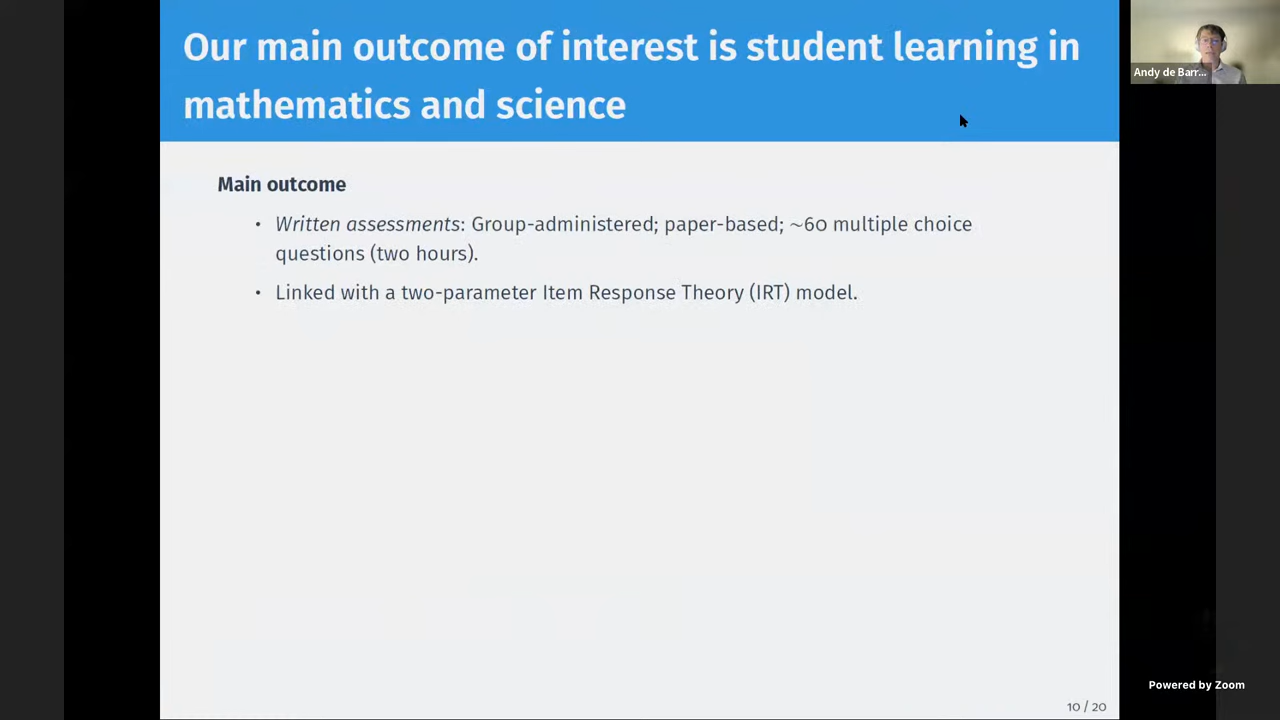 Our main outcome of interest is student learning in
mathematics and science
Andy de Barr...
Main outcome
• Written assessments: Group-administered; paper-based; ~60 multiple choice
questions (two hours).
• Linked with a two-parameter Item Response Theory (IRT) model.
Powered by Zoom
10 / 20